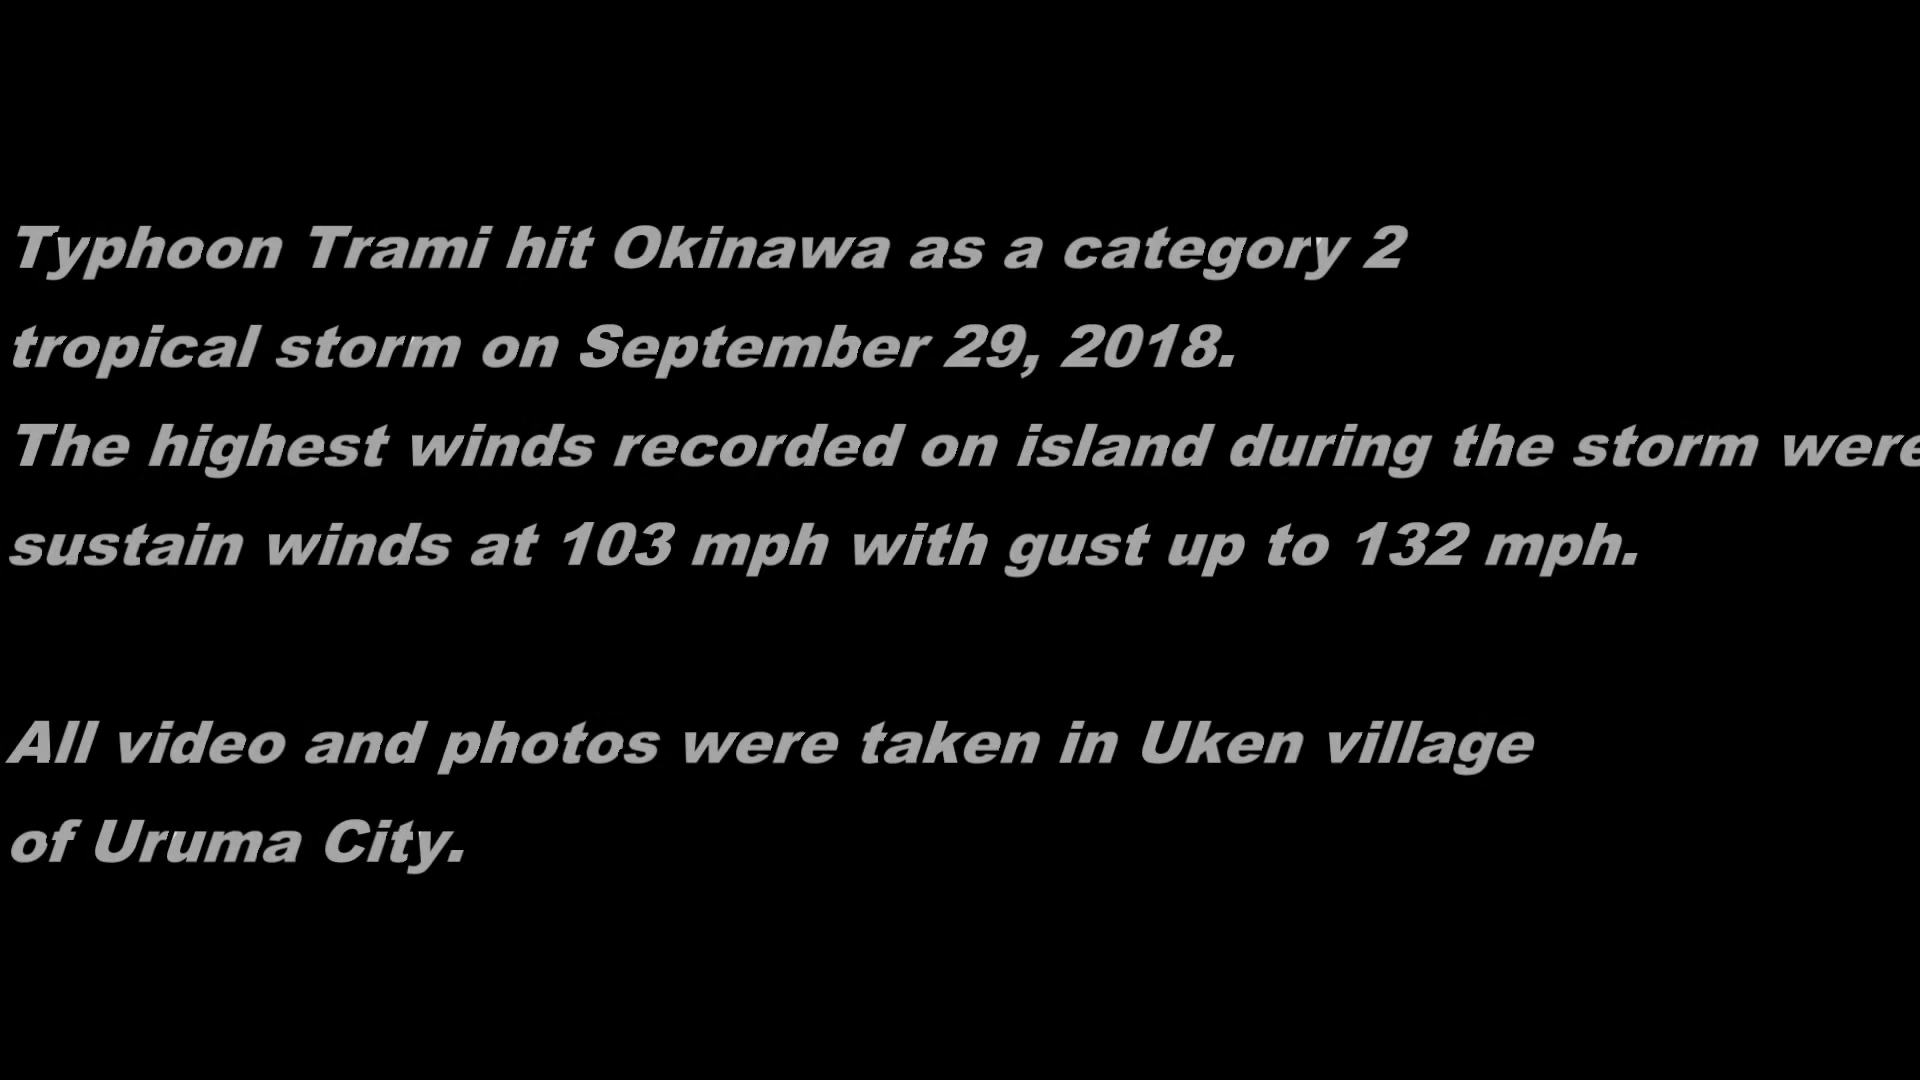 Typhoon Trami hit Okinawa as a category 2
tropical storm on September 29, 2018.
The highest winds recorded on island during the storm were
sustain winds at 103 mph with gust up to 132 mph.
All video and photos were taken in Uken village
of Uruma City.